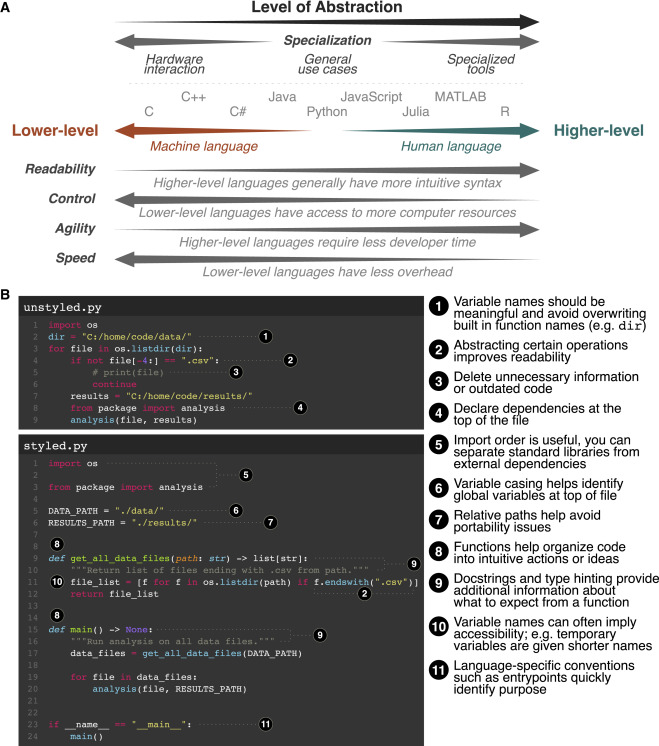 A
Level of Abstraction
Specialization
Hardware interaction
General use cases
Specialized tools
C++ Java JavaScript MATLAB
C C# Python Julia R
Lower-level
Higher-level
Machine language
Human language
Readability
Higher-level languages generally have more intuitive syntax
Control
Lower-level languages have access to more computer resources
Agility
Higher-level languages require less developer time
Speed
Lower-level languages have less overhead
B
unstyled.py
1 import os
2 dir = "C:/home/code/data/" 1
3 for file in os.listdir(dir):
4 if not file[-4:] == ".csv": 2
5 # print(file) 3
6 continue
7 results = "C:/home/code/results/"
8 from package import analysis 4
9 analysis(file, results)
styled.py
1 import os
2 5
3 from package import analysis
4
5 DATA_PATH = "./data/" 6
6 RESULTS_PATH = "./results/" 7
7
8 8
9 def get_all_data_files(path: str) -> list[str]: 9
10 """Return list of files ending with .csv from path."""
11 10 file_list = [f for f in os.listdir(path) if f.endswith(".csv")]
12 return file_list 2
13
14 8
15 def main() -> None:
16 """Run analysis on all data files.""" 9
17 data_files = get_all_data_files(DATA_PATH)
18
19 for file in data_files:
20 analysis(file, RESULTS_PATH)
21
22
23 if __name__ == "__main__": 11
24 main()
1 Variable names should be
meaningful and avoid overwriting
built in function names (e.g. dir)
2 Abstracting certain operations
improves readability
3 Delete unnecessary information
or outdated code
4 Declare dependencies at the
top of the file
5 Import order is useful, you can
separate standard libraries from
external dependencies
6 Variable casing helps identify
global variables at top of file
7 Relative paths help avoid
portability issues
8 Functions help organize code
into intuitive actions or ideas
9 Docstrings and type hinting provide
additional information about
what to expect from a function
10 Variable names can often imply
accessibility; e.g. temporary
variables are given shorter names
11 Language-specific conventions
such as entrypoints quickly
identify purpose